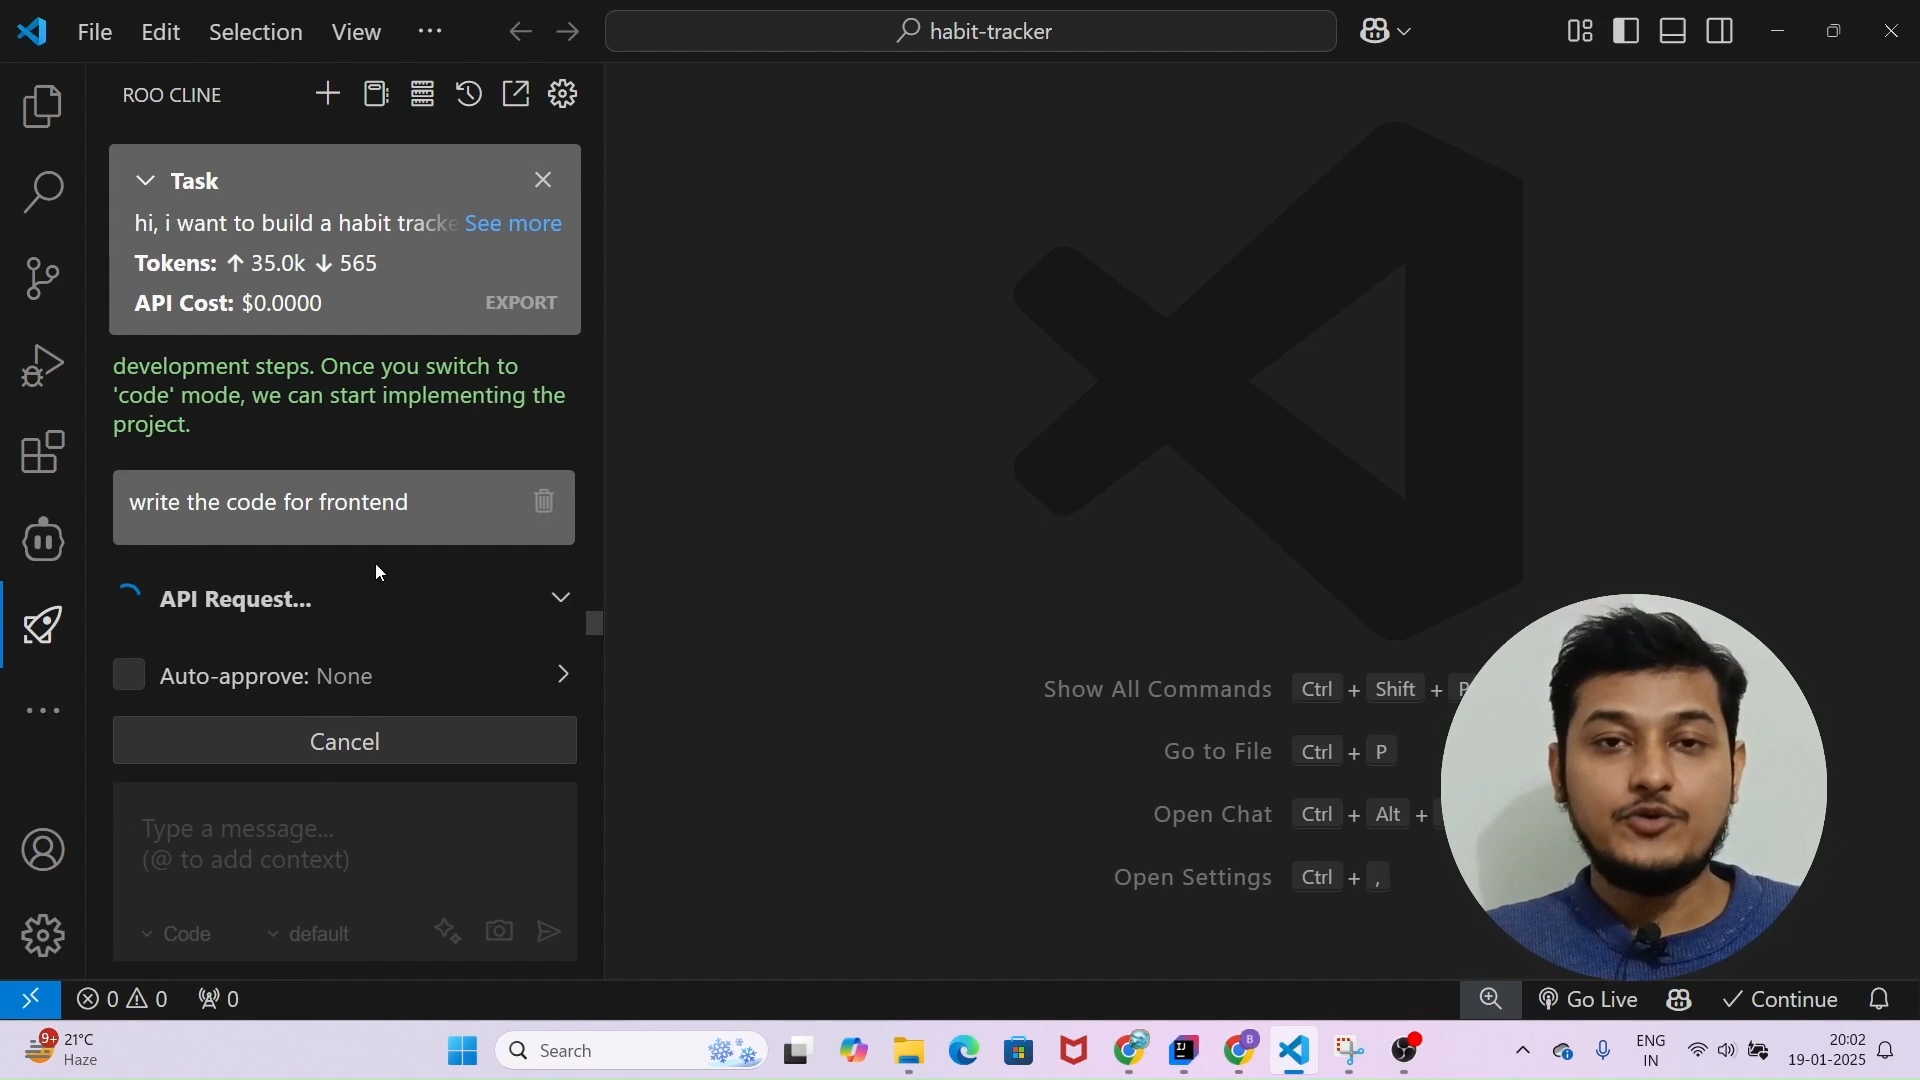 File Edit Selection View ...
habit-tracker
ROO CLINE
Task
hi, i want to build a habit tracke See more
Tokens: ↑ 35.0k ↓ 565
API Cost: $0.0000 EXPORT
development steps. Once you switch to
'code' mode, we can start implementing the
project.
write the code for frontend
API Request...
Auto-approve: None
Cancel
Type a message...
(@ to add context)
Code default
Show All Commands Ctrl + Shift + P
Go to File Ctrl + P
Open Chat Ctrl + Alt +
Open Settings Ctrl + ,
0 0 0
Go Live Continue
9+ 21°C
Haze
Search
B
IJ
ENG
IN
20:02
19-01-2025